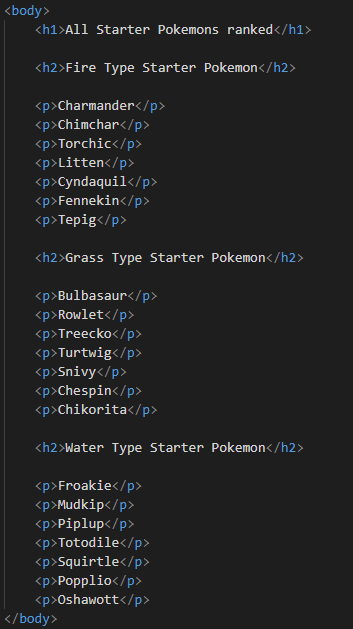 <body>
<h1>All Starter Pokemons ranked</h1>
<h2>Fire Type Starter Pokemon</h2>
<p>Charmander</p>
<p>Chimchar</p>
<p>Torchic</p>
<p>Litten</p>
<p>Cyndaquil</p>
<p>Fennekin</p>
<p>Tepig</p>
<h2>Grass Type Starter Pokemon</h2>
<p>Bulbasaur</p>
<p>Rowlet</p>
<p>Treecko</p>
<p>Turtwig</p>
<p>Snivy</p>
<p>Chespin</p>
<p>Chikorita</p>
<h2>Water Type Starter Pokemon</h2>
<p>Froakie</p>
<p>Mudkip</p>
<p>Piplup</p>
<p>Totodile</p>
<p>Squirtle</p>
<p>Popplio</p>
<p>Oshawott</p>
</body>